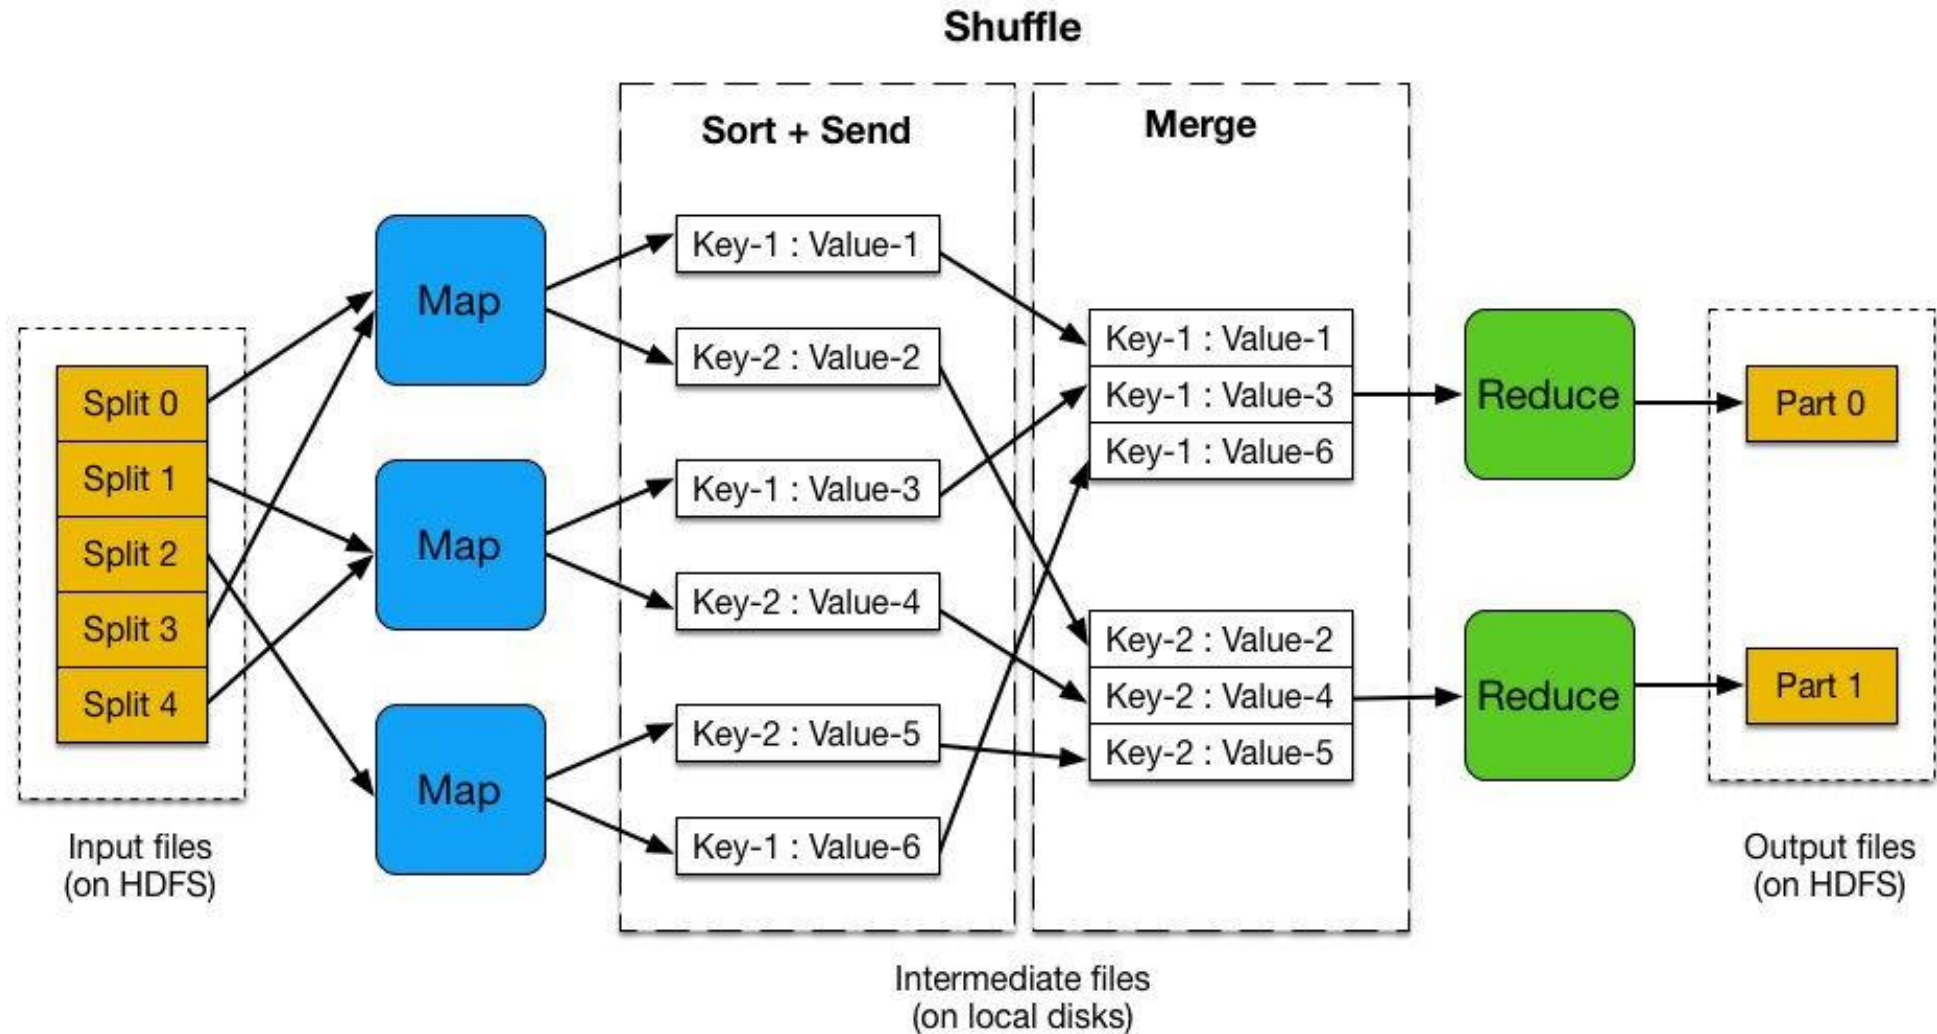 Shuffle
Sort + Send
Merge
Split 0
Split 1
Split 2
Split 3
Split 4
Input files
(on HDFS)
Map
Map
Map
Key-1 : Value-1
Key-2 : Value-2
Key-1 : Value-3
Key-2 : Value-4
Key-2 : Value-5
Key-1 : Value-6
Key-1 : Value-1
Key-1 : Value-3
Key-1 : Value-6
Key-2 : Value-2
Key-2 : Value-4
Key-2 : Value-5
Intermediate files
(on local disks)
Reduce
Reduce
Part 0
Part 1
Output files
(on HDFS)